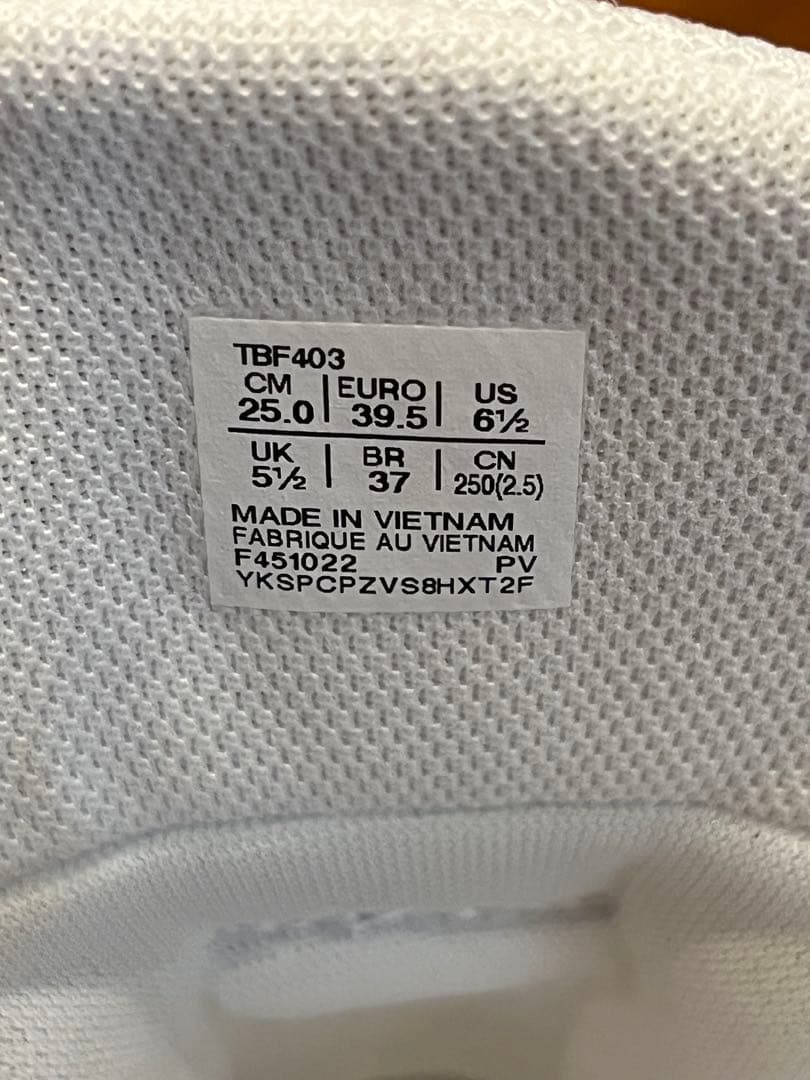 TBF403
CM | EURO | US
25.0 | 39.5 | 6½
UK | BR | CN
5½ | 37 | 250(2.5)
MADE IN VIETNAM
FABRIQUE AU VIETNAM
F451022 PV
YKSPCPZVS8HXT2F